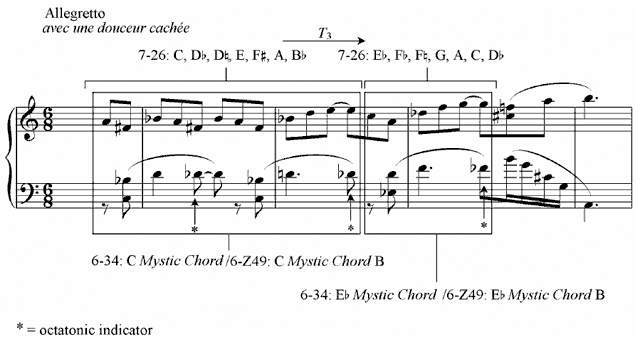 Allegretto
avec une douceur cachée
T₃
7-26: C, D♭, D♮, E, F♯, A, B♭
7-26: E♭, F♭, F♮, G, A, C, D♭
6
8
6
8
*
*
*
6-34: C Mystic Chord /6-Z49: C Mystic Chord B
6-34: E♭ Mystic Chord /6-Z49: E♭ Mystic Chord B
* = octatonic indicator